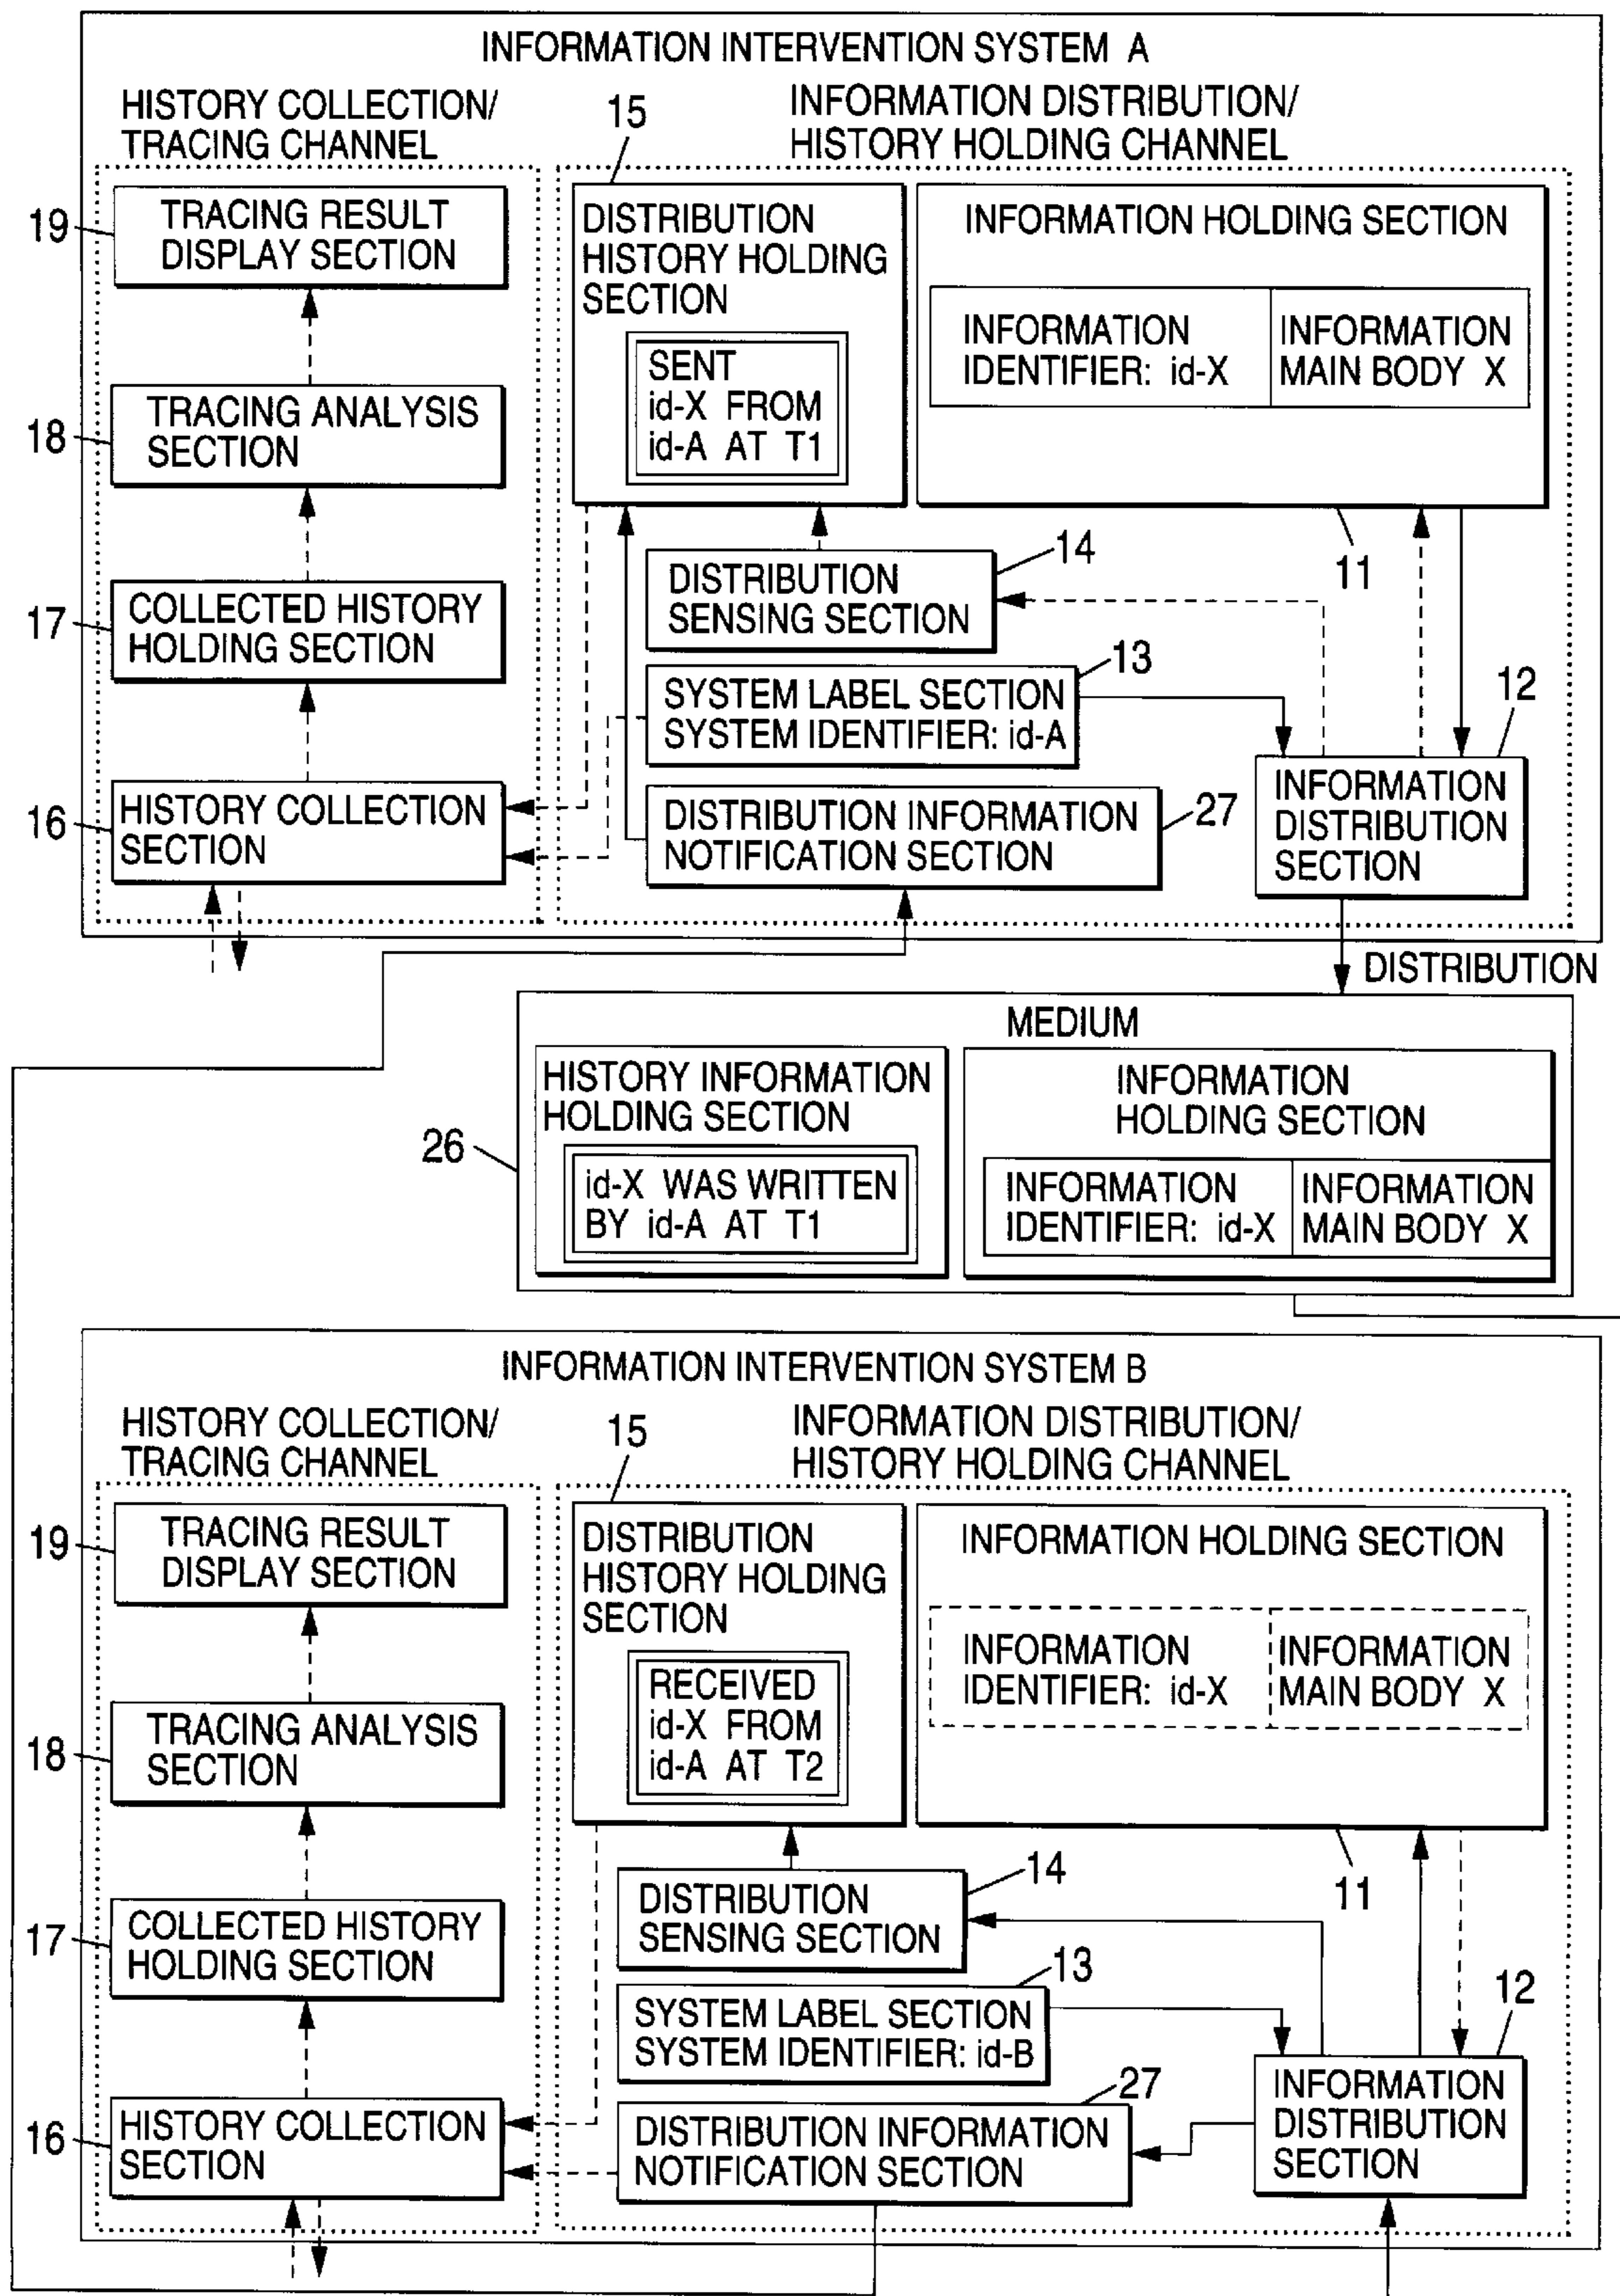 INFORMATION INTERVENTION SYSTEM A
HISTORY COLLECTION/
TRACING CHANNEL
15
INFORMATION DISTRIBUTION/
HISTORY HOLDING CHANNEL
19
TRACING RESULT
DISPLAY SECTION
18
TRACING ANALYSIS
SECTION
17
COLLECTED HISTORY
HOLDING SECTION
16
HISTORY COLLECTION
SECTION
DISTRIBUTION
HISTORY HOLDING
SECTION
SENT
id-X FROM
id-A AT T1
INFORMATION HOLDING SECTION
INFORMATION
IDENTIFIER: id-X
INFORMATION
MAIN BODY X
14
11
DISTRIBUTION
SENSING SECTION
13
SYSTEM LABEL SECTION
SYSTEM IDENTIFIER: id-A
12
DISTRIBUTION INFORMATION
NOTIFICATION SECTION
27
INFORMATION
DISTRIBUTION
SECTION
DISTRIBUTION
MEDIUM
26
HISTORY INFORMATION
HOLDING SECTION
id-X WAS WRITTEN
BY id-A AT T1
INFORMATION
HOLDING SECTION
INFORMATION
IDENTIFIER: id-X
INFORMATION
MAIN BODY X
INFORMATION INTERVENTION SYSTEM B
HISTORY COLLECTION/
TRACING CHANNEL
15
INFORMATION DISTRIBUTION/
HISTORY HOLDING CHANNEL
19
TRACING RESULT
DISPLAY SECTION
18
TRACING ANALYSIS
SECTION
17
COLLECTED HISTORY
HOLDING SECTION
16
HISTORY COLLECTION
SECTION
DISTRIBUTION
HISTORY HOLDING
SECTION
RECEIVED
id-X FROM
id-A AT T2
INFORMATION HOLDING SECTION
INFORMATION
IDENTIFIER: id-X
INFORMATION
MAIN BODY X
14
11
DISTRIBUTION
SENSING SECTION
13
SYSTEM LABEL SECTION
SYSTEM IDENTIFIER: id-B
12
27
DISTRIBUTION INFORMATION
NOTIFICATION SECTION
INFORMATION
DISTRIBUTION
SECTION